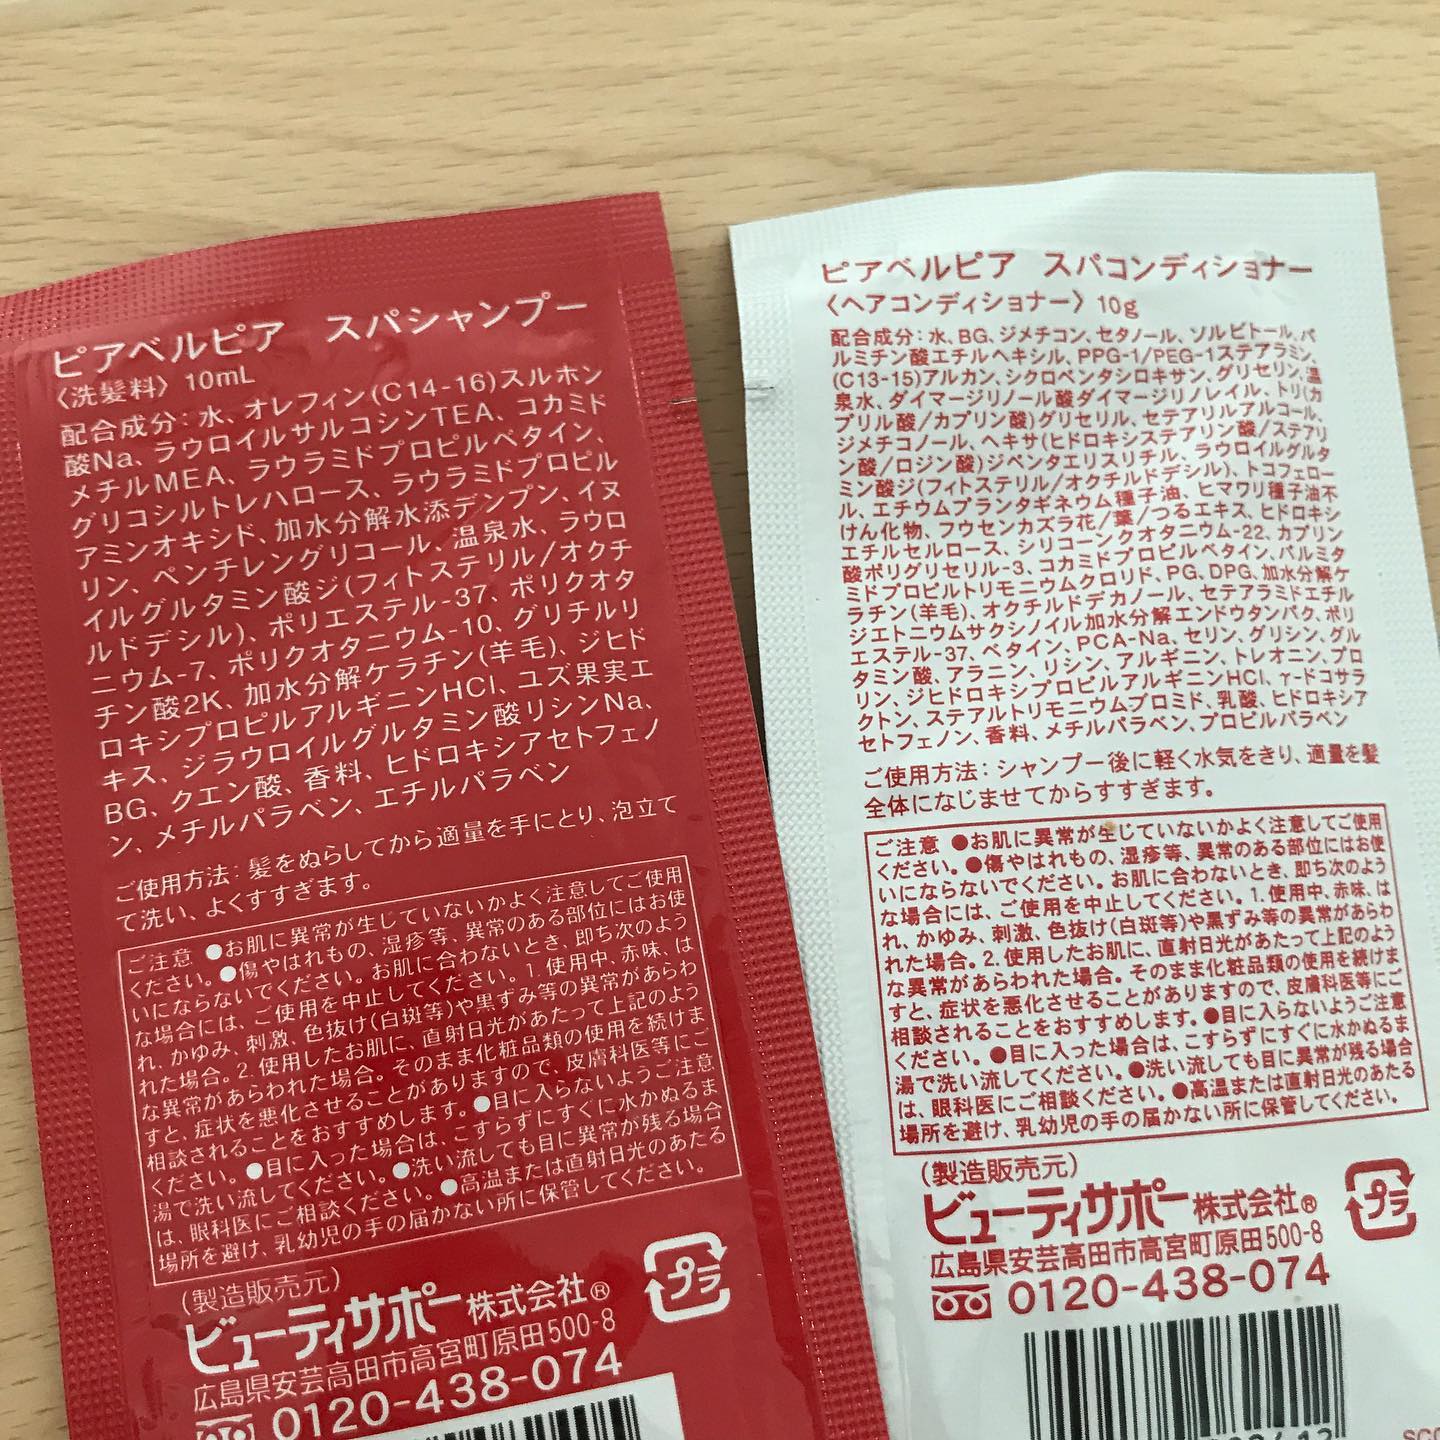 ピアベルピア　スパシャンプー
〈洗髪料〉10mL
配合成分：水、オレフィン(C14-16)スルホン
酸Na、ラウロイルサルコシンTEA、コカミド
メチルMEA、ラウラミドプロピルベタイン、
グリコシルトレハロース、ラウラミドプロピル
アミンオキシド、加水分解水添デンプン、イヌ
リン、ペンチレングリコール、温泉水、ラウロ
イルグルタミン酸ジ(フィトステリル/オクチ
ルドデシル)、ポリエステル-37、ポリクオタ
ニウム-7、ポリクオタニウム-10、グリチルリ
チン酸2K、加水分解ケラチン(羊毛)、ジヒド
ロキシプロピルアルギニンHCl、ユズ果実エ
キス、ジラウロイルグルタミン酸リシンNa、
BG、クエン酸、香料、ヒドロキシアセトフェノ
ン、メチルパラベン、エチルパラベン
ご使用方法：髪をぬらしてから適量を手にとり、泡立て
て洗い、よくすすぎます。
ご注意 ●お肌に異常が生じていないかよく注意してご使用
ください。●傷やはれもの、湿疹等、異常のある部位にはお使
いにならないでください。お肌に合わないとき、即ち次のよう
な場合には、ご使用を中止してください。1.使用中、赤味、は
れ、かゆみ、刺激、色抜け(白斑等)や黒ずみ等の異常があらわ
れた場合。2.使用したお肌に、直射日光があたって上記のよう
な異常があらわれた場合。そのまま化粧品類の使用を続けま
すと、症状を悪化させることがありますので、皮膚科医等にご
相談されることをおすすめします。●目に入らないようご注意
ください。●目に入った場合は、こすらずにすぐに水かぬるま
湯で洗い流してください。●洗い流しても目に異常が残る場合
は、眼科医にご相談ください。●高温または直射日光のあたる
場所を避け、乳幼児の手の届かない所に保管してください。
(製造販売元)
ビューティサポー株式会社®
広島県安芸高田市高宮町原田500-8
0120-438-074
プラ
ピアベルピア　スパコンディショナー
〈ヘアコンディショナー〉10g
配合成分：水、BG、ジメチコン、セタノール、ソルビトール、パ
ルミチン酸エチルヘキシル、PPG-1/PEG-1ステアラミン、
(C13-15)アルカン、シクロペンタシロキサン、グリセリン、温
泉水、ダイマージリノール酸ダイマージリノレイル、トリ(カ
プリル酸/カプリン酸)グリセリル、セテアリルアルコール、
ジメチコノール、ヘキサ(ヒドロキシステアリン酸/ステアリ
ン酸/ロジン酸)ジペンタエリスリチル、ラウロイルグルタ
ミン酸ジ(フィトステリル/オクチルドデシル)、トコフェロー
ル、エチウムプランタギネウム種子油、ヒマワリ種子油不
けん化物、フウセンカズラ花/葉/つるエキス、ヒドロキシ
エチルセルロース、シリコーンクオタニウム-22、カプリン
酸ポリグリセリル-3、コカミドプロピルベタイン、パルミタ
ミドプロピルトリモニウムクロリド、PG、DPG、加水分解ケ
ラチン(羊毛)、オクチルドデカノール、セテアラミドエチル
ジエトニウムサクシノイル加水分解エンドウタンパク、ポリ
エステル-37、ベタイン、PCA-Na、セリン、グリシン、グル
タミン酸、アラニン、リシン、アルギニン、トレオニン、プロ
リン、ジヒドロキシプロピルアルギニンHCl、γ-ドコサラ
クトン、ステアルトリモニウムブロミド、乳酸、ヒドロキシア
セトフェノン、香料、メチルパラベン、プロピルパラベン
ご使用方法：シャンプー後に軽く水気をきり、適量を髪
全体になじませてからすすぎます。
ご注意 ●お肌に異常が生じていないかよく注意してご使用
ください。●傷やはれもの、湿疹等、異常のある部位にはお使
いにならないでください。お肌に合わないとき、即ち次のよう
な場合には、ご使用を中止してください。1.使用中、赤味、は
れ、かゆみ、刺激、色抜け(白斑等)や黒ずみ等の異常があらわ
れた場合。2.使用したお肌に、直射日光があたって上記のよう
な異常があらわれた場合。そのまま化粧品類の使用を続けま
すと、症状を悪化させることがありますので、皮膚科医等にご
相談されることをおすすめします。●目に入らないようご注意
ください。●目に入った場合は、こすらずにすぐに水かぬるま
湯で洗い流してください。●洗い流しても目に異常が残る場合
は、眼科医にご相談ください。●高温または直射日光のあたる
場所を避け、乳幼児の手の届かない所に保管してください。
(製造販売元)
ビューティサポー株式会社®
広島県安芸高田市高宮町原田500-8
0120-438-074
プラ